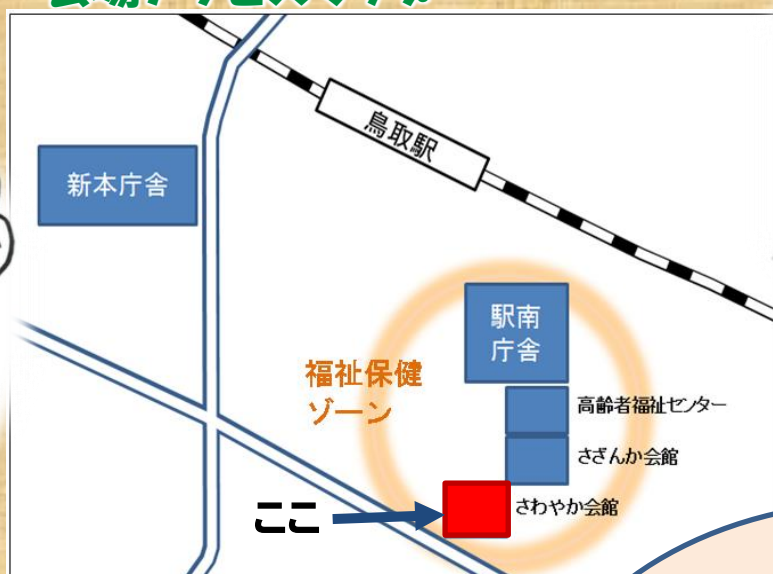 鳥取駅
新本庁舎
駅南
庁舎
福祉保健
ゾーン
高齢者福祉センター
さざんか会館
さわやか会館
ここ